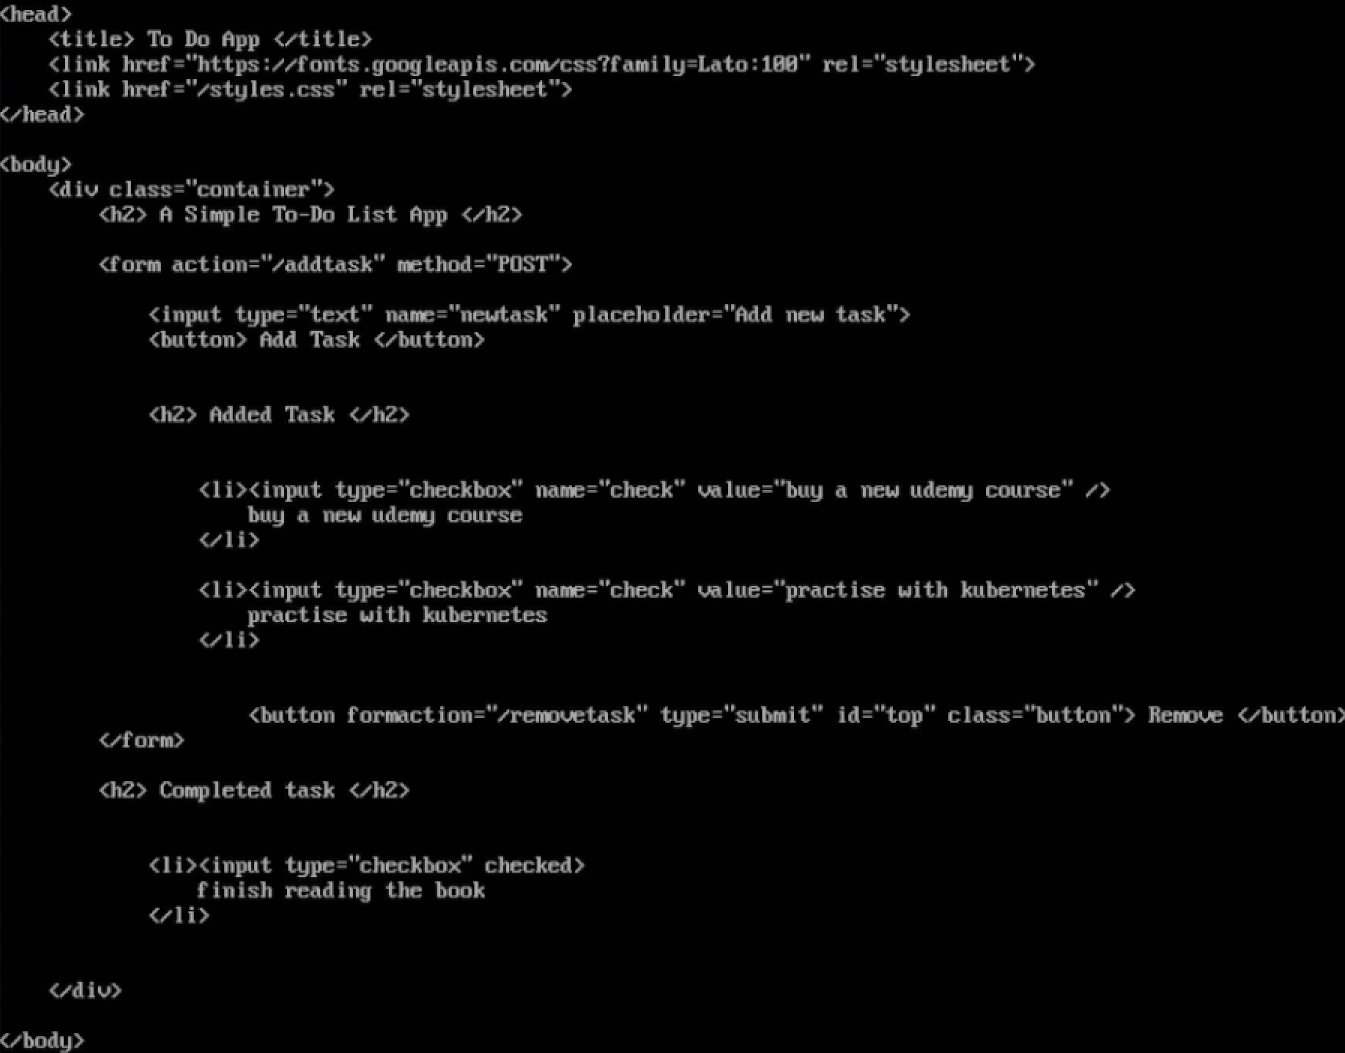 <head>
    <title> To Do App </title>
    <link href="https://fonts.googleapis.com/css?family=Lato:100" rel="stylesheet">
    <link href="/styles.css" rel="stylesheet">
</head>

<body>
    <div class="container">
        <h2> A Simple To-Do List App </h2>

        <form action="/addtask" method="POST">

            <input type="text" name="newtask" placeholder="Add new task">
            <button> Add Task </button>


            <h2> Added Task </h2>


                <li><input type="checkbox" name="check" value="buy a new udemy course" />
                    buy a new udemy course
                </li>

                <li><input type="checkbox" name="check" value="practise with kubernetes" />
                    practise with kubernetes
                </li>


                    <button formaction="/removetask" type="submit" id="top" class="button"> Remove </button>
        </form>

        <h2> Completed task </h2>


            <li><input type="checkbox" checked>
                finish reading the book
            </li>


    </div>

</body>